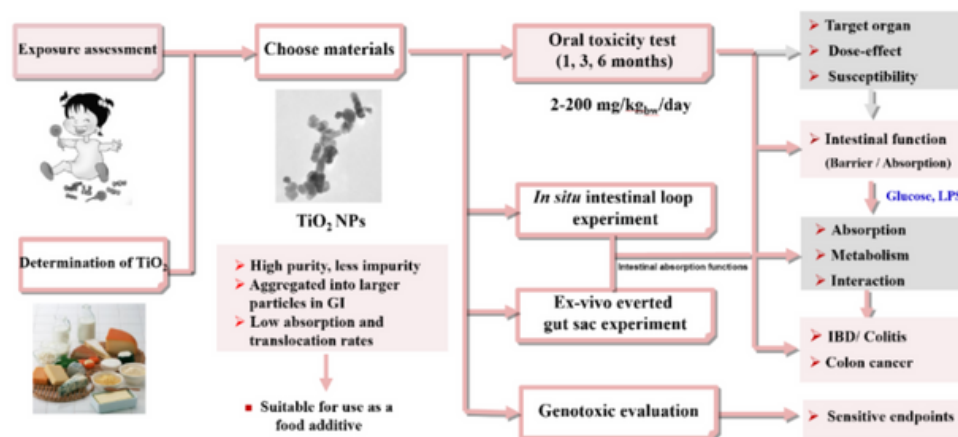 Exposure assessment
Determination of TiO₂
Choose materials
TiO₂ NPs
➤ High purity, less impurity
➤ Aggregated into larger
particles in GI
➤ Low absorption and
translocation rates
■ Suitable for use as a
food additive
Oral toxicity test
(1, 3, 6 months)
2-200 mg/kg_bw/day
In situ intestinal loop
experiment
Intestinal absorption functions
Ex-vivo everted
gut sac experiment
Genotoxic evaluation
➤ Target organ
➤ Dose-effect
➤ Susceptibility
➤ Intestinal function
(Barrier / Absorption)
Glucose, LPS
➤ Absorption
➤ Metabolism
➤ Interaction
➤ IBD/ Colitis
➤ Colon cancer
➤ Sensitive endpoints